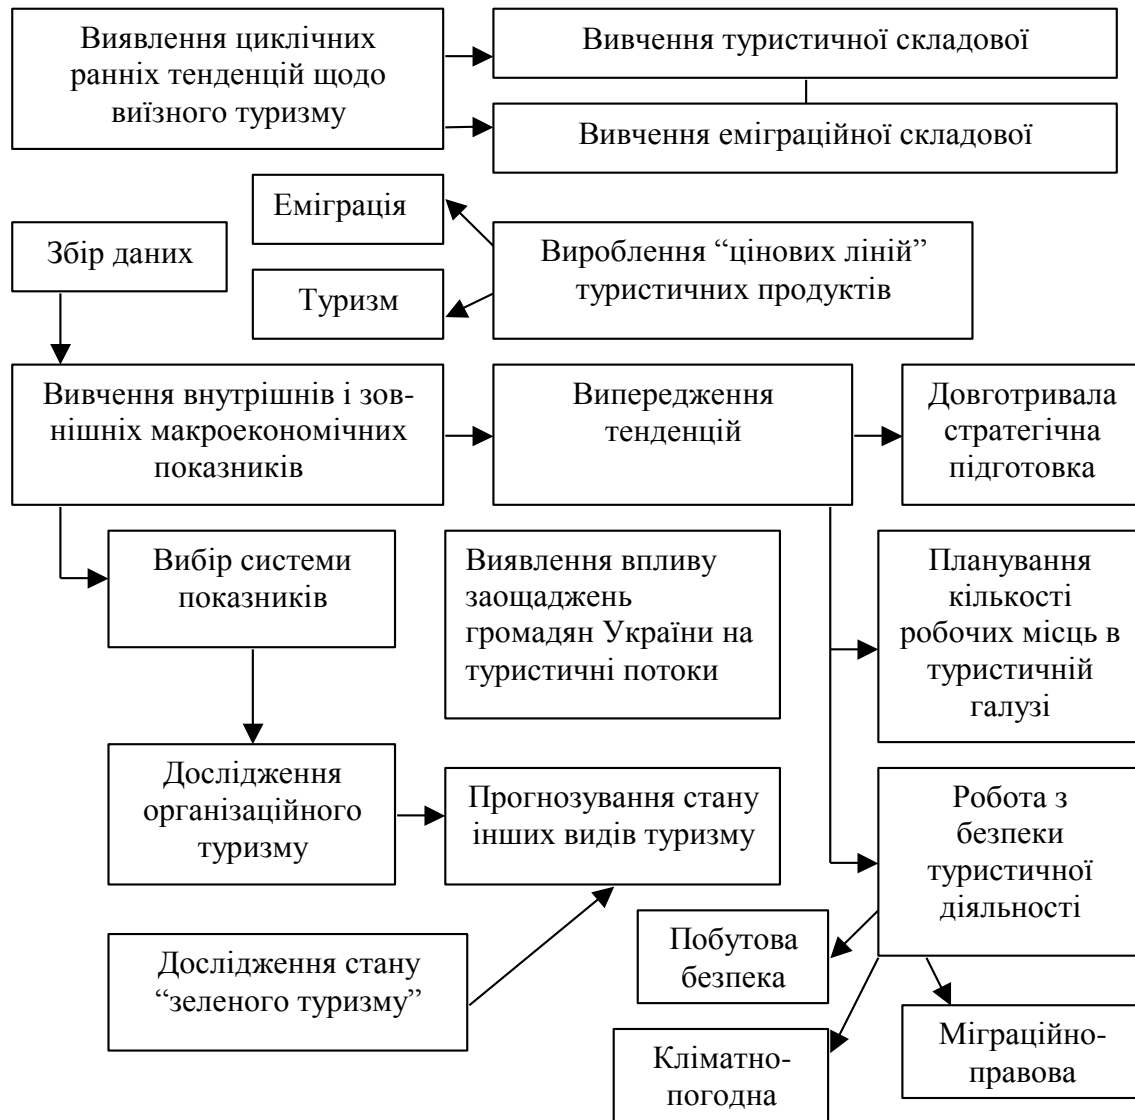 Виявлення циклічних
ранніх тенденцій щодо
виїзного туризму
Вивчення туристичної складової
Вивчення еміграційної складової
Еміграція
Збір даних
Туризм
Вироблення “цінових ліній”
туристичних продуктів
Вивчення внутрішнів і зов-
нішніх макроекономічних
показників
Випередження
тенденцій
Довготривала
стратегічна
підготовка
Вибір системи
показників
Виявлення впливу
заощаджень
громадян України на
туристичні потоки
Планування
кількості
робочих місць в
туристичній
галузі
Дослідження
організаційного
туризму
Прогнозування стану
інших видів туризму
Робота з
безпеки
туристичної
діяльності
Дослідження стану
“зеленого туризму”
Побутова
безпека
Кліматно-
погодна
Міграційно-
правова